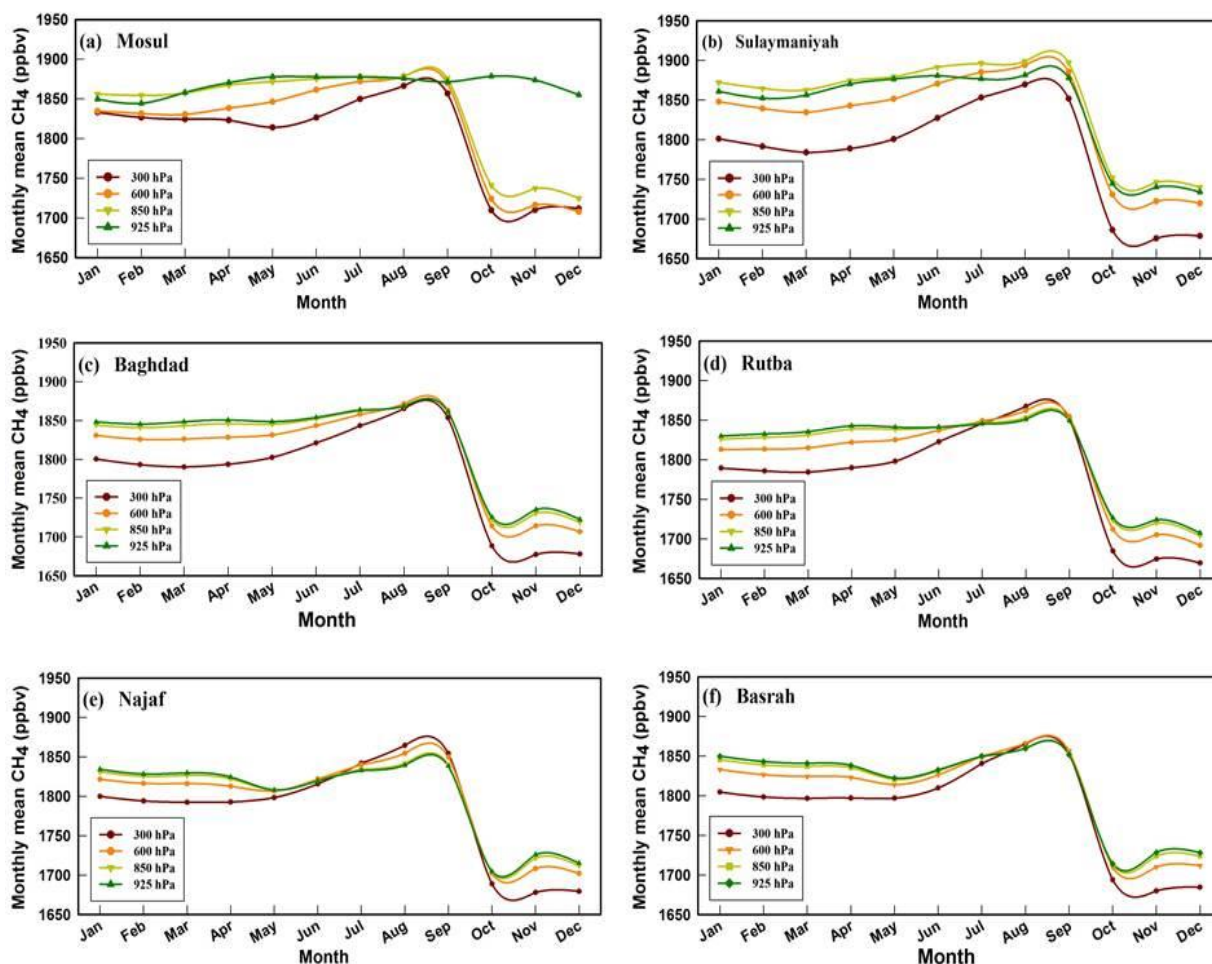 (a) Mosul
Monthly mean CH4 (ppbv)
1950
1900
1850
1800
1750
1700
1650
300 hPa
600 hPa
850 hPa
925 hPa
Jan Feb Mar Apr May Jun Jul Aug Sep Oct Nov Dec
Month
(b) Sulaymaniyah
Monthly mean CH4 (ppbv)
1950
1900
1850
1800
1750
1700
1650
300 hPa
600 hPa
850 hPa
925 hPa
Jan Feb Mar Apr May Jun Jul Aug Sep Oct Nov Dec
Month
(c) Baghdad
Monthly mean CH4 (ppbv)
1950
1900
1850
1800
1750
1700
1650
300 hPa
600 hPa
850 hPa
925 hPa
Jan Feb Mar Apr May Jun Jul Aug Sep Oct Nov Dec
Month
(d) Rutba
Monthly mean CH4 (ppbv)
1950
1900
1850
1800
1750
1700
1650
300 hPa
600 hPa
850 hPa
925 hPa
Jan Feb Mar Apr May Jun Jul Aug Sep Oct Nov Dec
Month
(e) Najaf
Monthly mean CH4 (ppbv)
1950
1900
1850
1800
1750
1700
1650
300 hPa
600 hPa
850 hPa
925 hPa
Jan Feb Mar Apr May Jun Jul Aug Sep Oct Nov Dec
Month
(f) Basrah
Monthly mean CH4 (ppbv)
1950
1900
1850
1800
1750
1700
1650
300 hPa
600 hPa
850 hPa
925 hPa
Jan Feb Mar Apr May Jun Jul Aug Sep Oct Nov Dec
Month